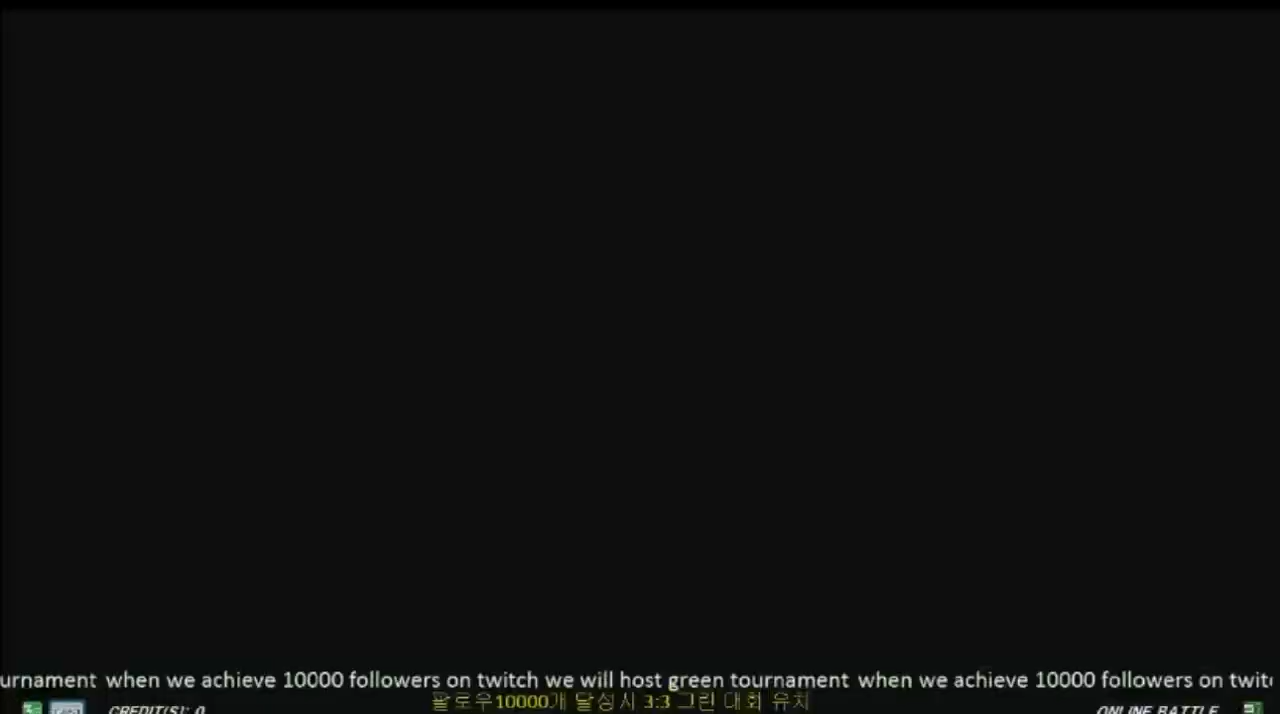 urnament when we achieve 10000 followers on twitch we will host green tournament when we achieve 10000 followers on twitc
팔로우10000개 달성시 3:3 그린 대회 유치
CREDIT(S): 0
ONLINE BATTLE